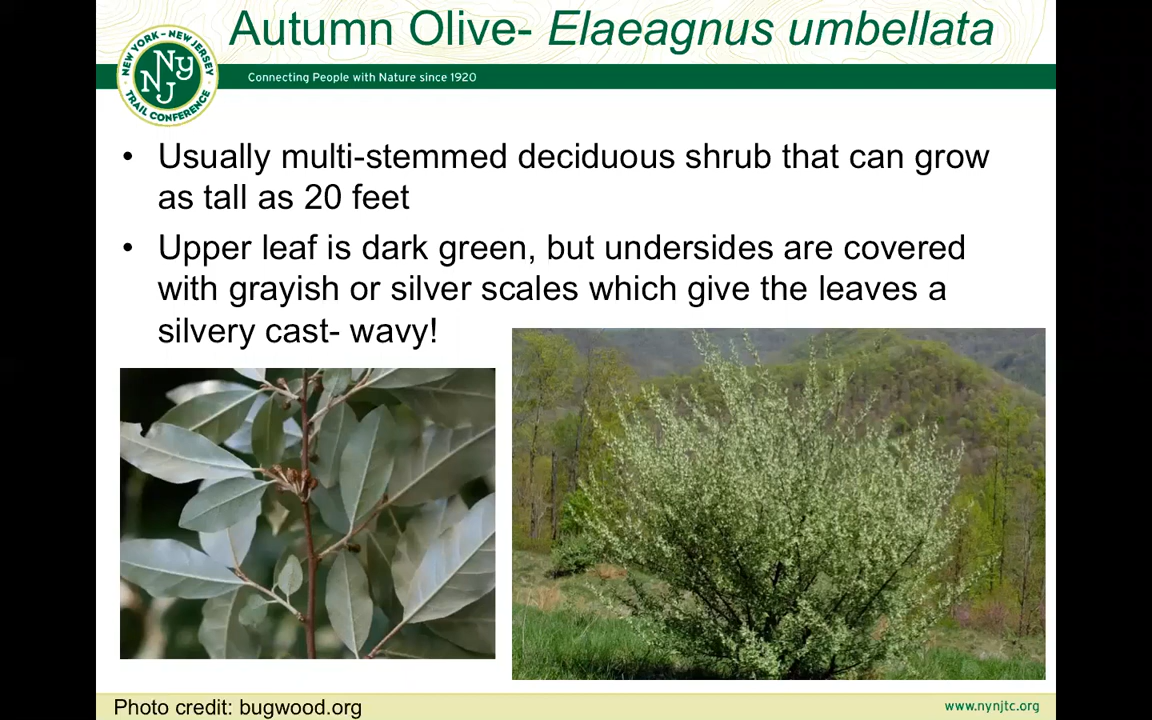 Autumn Olive- Elaeagnus umbellata
NEW YORK - NEW JERSEY
NY
NJ
TRAIL CONFERENCE
Connecting People with Nature since 1920
• Usually multi-stemmed deciduous shrub that can grow
as tall as 20 feet
• Upper leaf is dark green, but undersides are covered
with grayish or silver scales which give the leaves a
silvery cast- wavy!
Photo credit: bugwood.org
www.nynjtc.org